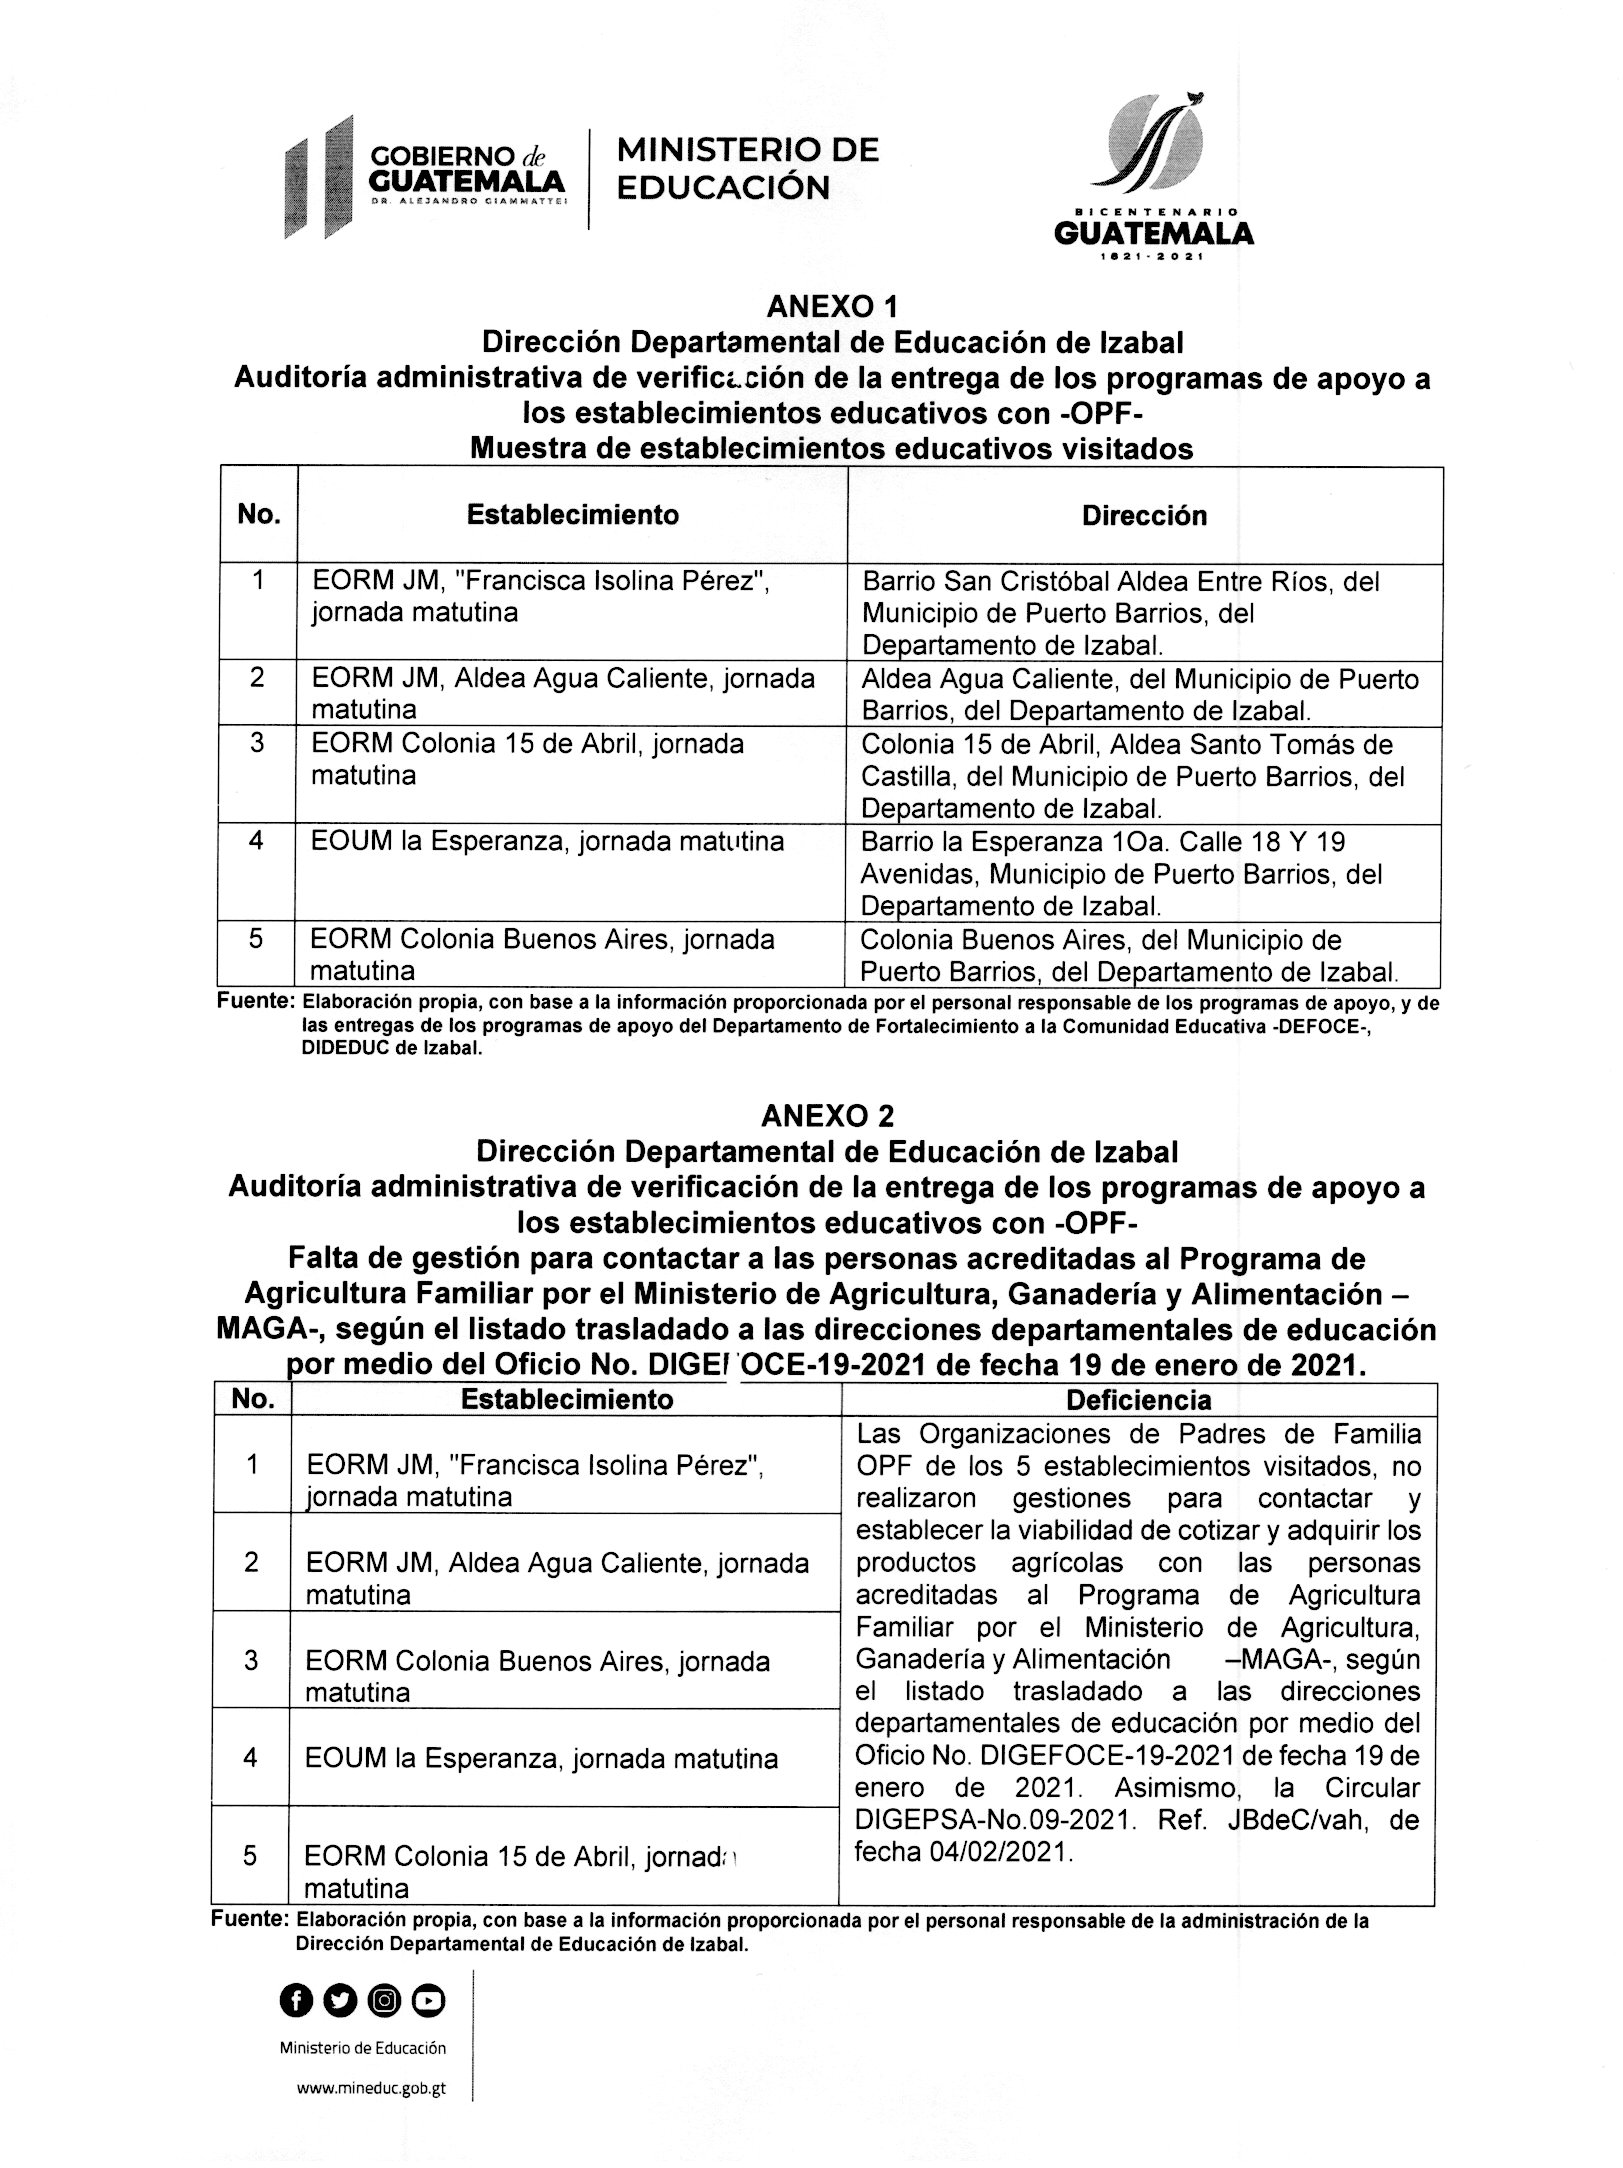 GOBIERNO de
GUATEMALA
DR. ALEJANDRO GIAMMATTEI
MINISTERIO DE
EDUCACIÓN
BICENTENARIO
GUATEMALA
1821-2021
ANEXO 1
Dirección Departamental de Educación de Izabal
Auditoría administrativa de verificación de la entrega de los programas de apoyo a
los establecimientos educativos con -OPF-
Muestra de establecimientos educativos visitados
No. Establecimiento Dirección
1 EORM JM, "Francisca Isolina Pérez", Barrio San Cristóbal Aldea Entre Ríos, del
jornada matutina Municipio de Puerto Barrios, del
Departamento de Izabal.
2 EORM JM, Aldea Agua Caliente, jornada Aldea Agua Caliente, del Municipio de Puerto
matutina Barrios, del Departamento de Izabal.
3 EORM Colonia 15 de Abril, jornada Colonia 15 de Abril, Aldea Santo Tomás de
matutina Castilla, del Municipio de Puerto Barrios, del
Departamento de Izabal.
4 EOUM la Esperanza, jornada matutina Barrio la Esperanza 1Oa. Calle 18 Y 19
Avenidas, Municipio de Puerto Barrios, del
Departamento de Izabal.
5 EORM Colonia Buenos Aires, jornada Colonia Buenos Aires, del Municipio de
matutina Puerto Barrios, del Departamento de Izabal.
Fuente: Elaboración propia, con base a la información proporcionada por el personal responsable de los programas de apoyo, y de
las entregas de los programas de apoyo del Departamento de Fortalecimiento a la Comunidad Educativa -DEFOCE-,
DIDEDUC de Izabal.
ANEXO 2
Dirección Departamental de Educación de Izabal
Auditoría administrativa de verificación de la entrega de los programas de apoyo a
los establecimientos educativos con -OPF-
Falta de gestión para contactar a las personas acreditadas al Programa de
Agricultura Familiar por el Ministerio de Agricultura, Ganadería y Alimentación –
MAGA-, según el listado trasladado a las direcciones departamentales de educación
por medio del Oficio No. DIGEFOCE-19-2021 de fecha 19 de enero de 2021.
No. Establecimiento Deficiencia
1 EORM JM, "Francisca Isolina Pérez",
jornada matutina
2 EORM JM, Aldea Agua Caliente, jornada
matutina
3 EORM Colonia Buenos Aires, jornada
matutina
4 EOUM la Esperanza, jornada matutina
5 EORM Colonia 15 de Abril, jornada
matutina
Las Organizaciones de Padres de Familia
OPF de los 5 establecimientos visitados, no
realizaron gestiones para contactar y
establecer la viabilidad de cotizar y adquirir los
productos agrícolas con las personas
acreditadas al Programa de Agricultura
Familiar por el Ministerio de Agricultura,
Ganadería y Alimentación –MAGA-, según
el listado trasladado a las direcciones
departamentales de educación por medio del
Oficio No. DIGEFOCE-19-2021 de fecha 19 de
enero de 2021. Asimismo, la Circular
DIGEPSA-No.09-2021. Ref. JBdeC/vah, de
fecha 04/02/2021.
Fuente: Elaboración propia, con base a la información proporcionada por el personal responsable de la administración de la
Dirección Departamental de Educación de Izabal.
Ministerio de Educación
www.mineduc.gob.gt